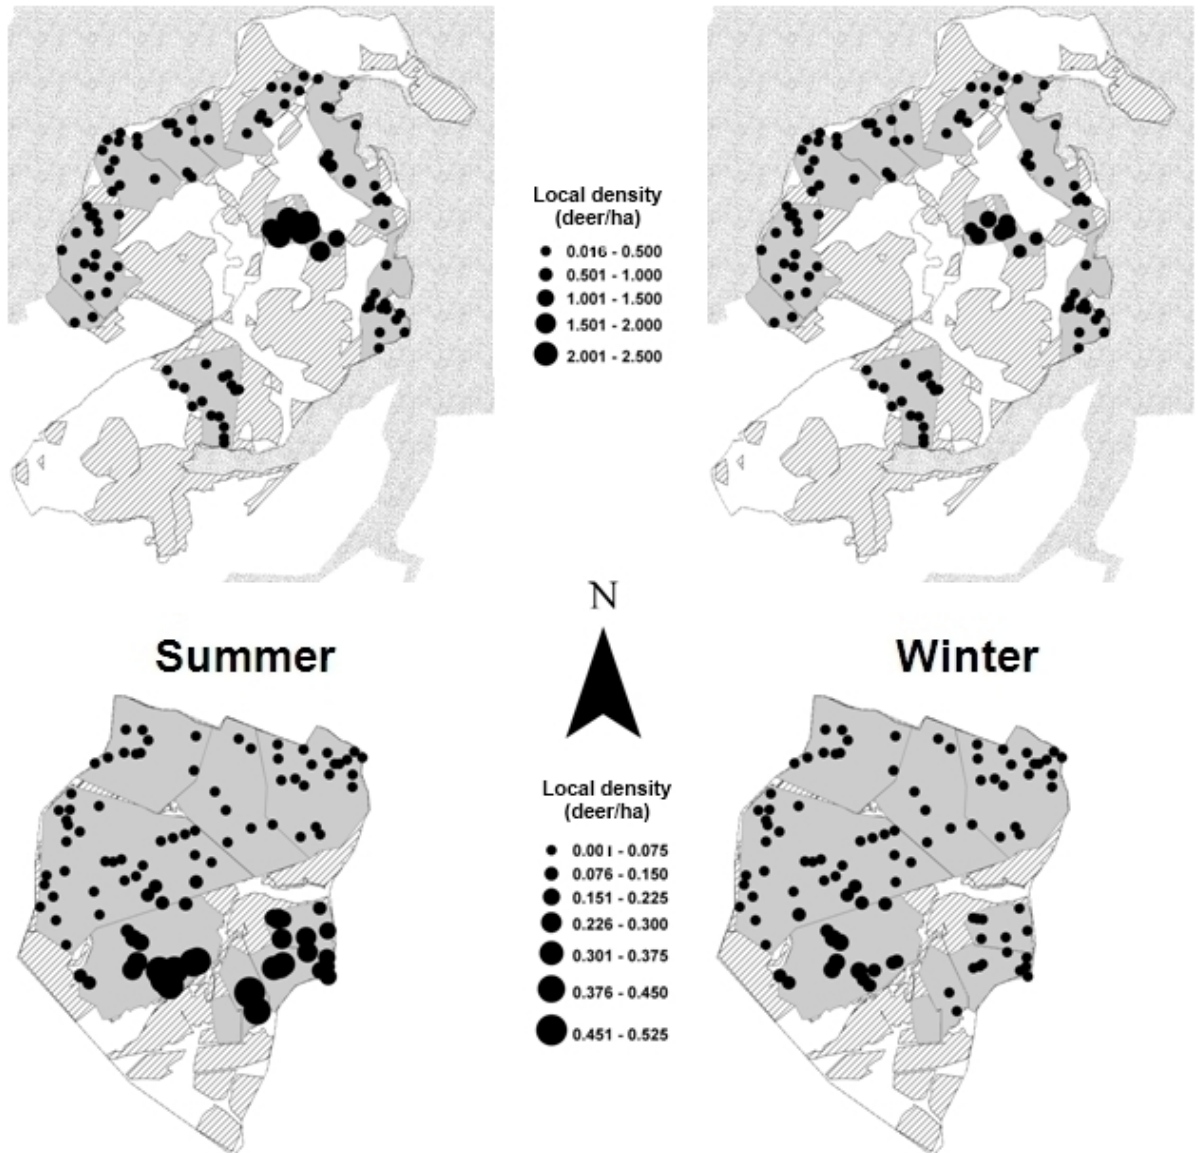 Local density
(deer/ha)
0.016 - 0.500
0.501 - 1.000
1.001 - 1.500
1.501 - 2.000
2.001 - 2.500
N
Summer
Winter
Local density
(deer/ha)
0.001 - 0.075
0.076 - 0.150
0.151 - 0.225
0.226 - 0.300
0.301 - 0.375
0.376 - 0.450
0.451 - 0.525